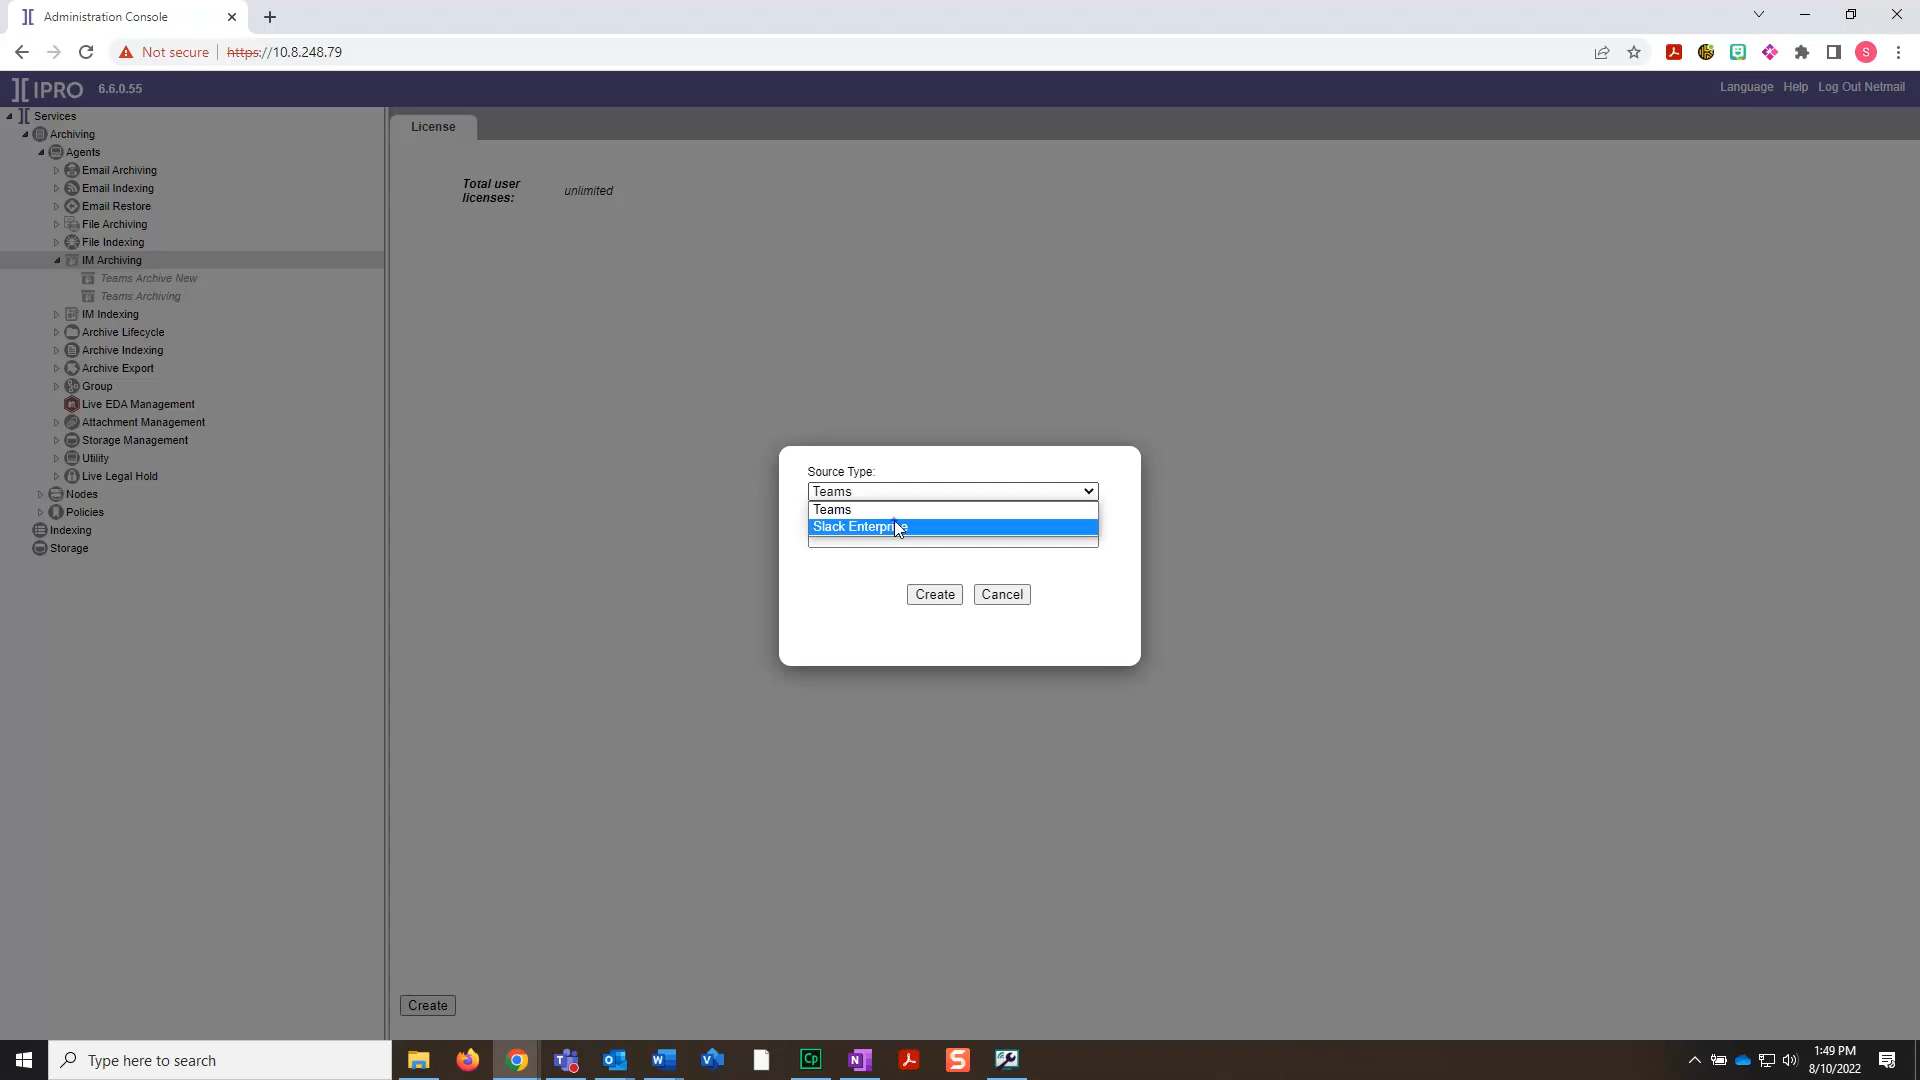 Administration Console
Not secure
https://10.8.248.79
S
IPRO
6.6.0.55
Language
Help
Log Out Netmail
Services
Archiving
Agents
Email Archiving
Email Indexing
Email Restore
File Archiving
File Indexing
IM Archiving
Teams Archive New
Teams Archiving
IM Indexing
Archive Lifecycle
Archive Indexing
Archive Export
Group
Live EDA Management
Attachment Management
Storage Management
Utility
Live Legal Hold
Nodes
Policies
Indexing
Storage
License
Total user
licenses:
unlimited
Source Type:
Teams
Teams
Slack Enterprise
Create
Cancel
Create
Type here to search
1:49 PM
8/10/2022